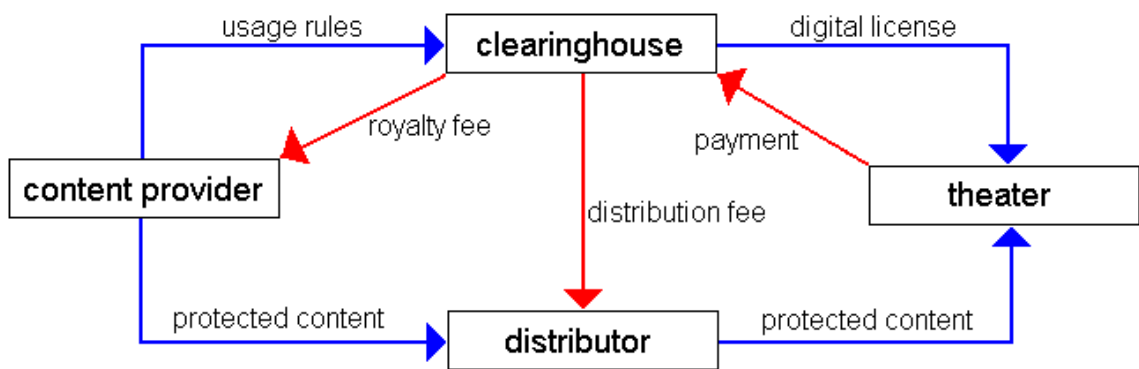 usage rules
clearinghouse
digital license
royalty fee
payment
content provider
theater
distribution fee
protected content
distributor
protected content